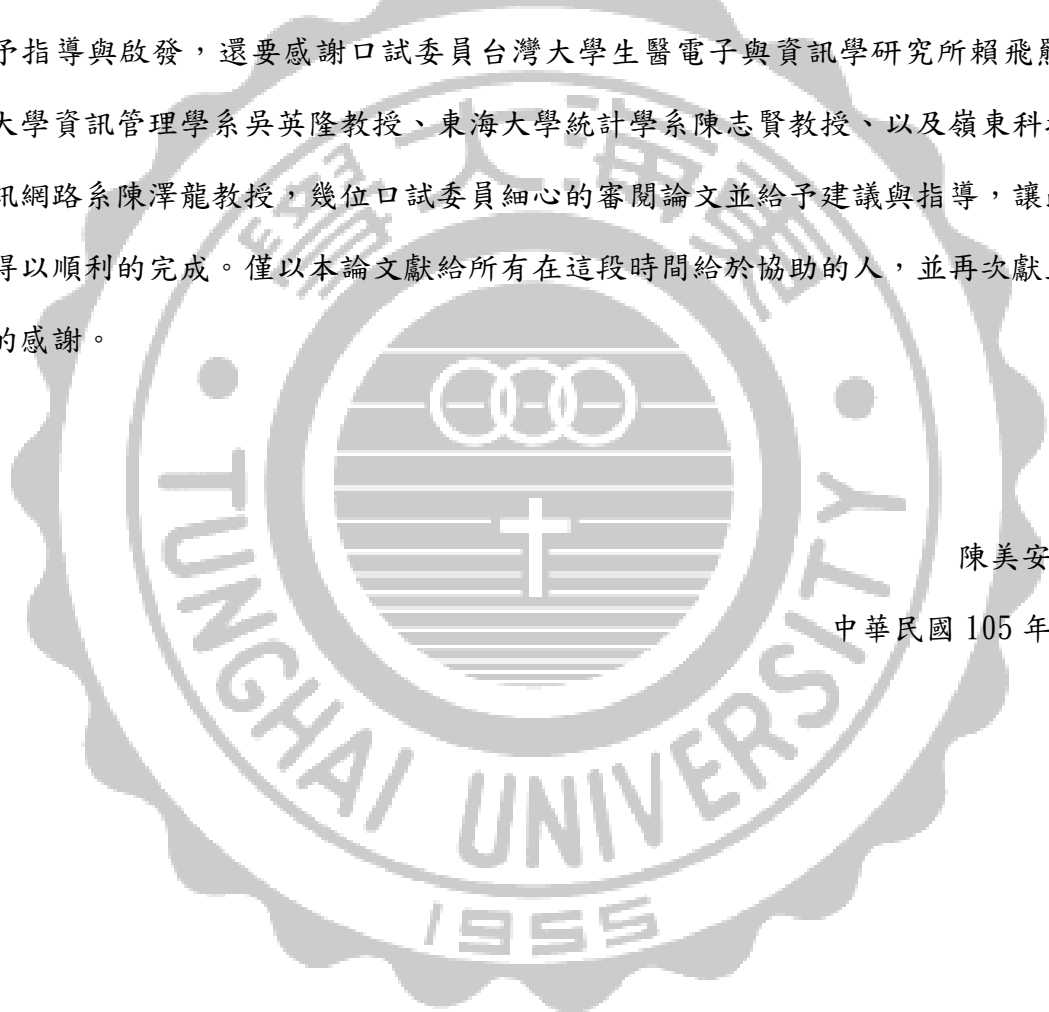 予指導與啟發，還要感謝口試委員台灣大學生醫電子與資訊學研究所賴飛羆
大學資訊管理學系吳英隆教授、東海大學統計學系陳志賢教授、以及嶺東科技
訊網路系陳澤龍教授，幾位口試委員細心的審閱論文並給予建議與指導，讓
得以順利的完成。僅以本論文獻給所有在這段時間給於協助的人，並再次獻
的感謝。
陳美安
中華民國 105 年
學大海東
TUNGHAI UNIVERSITY
1955